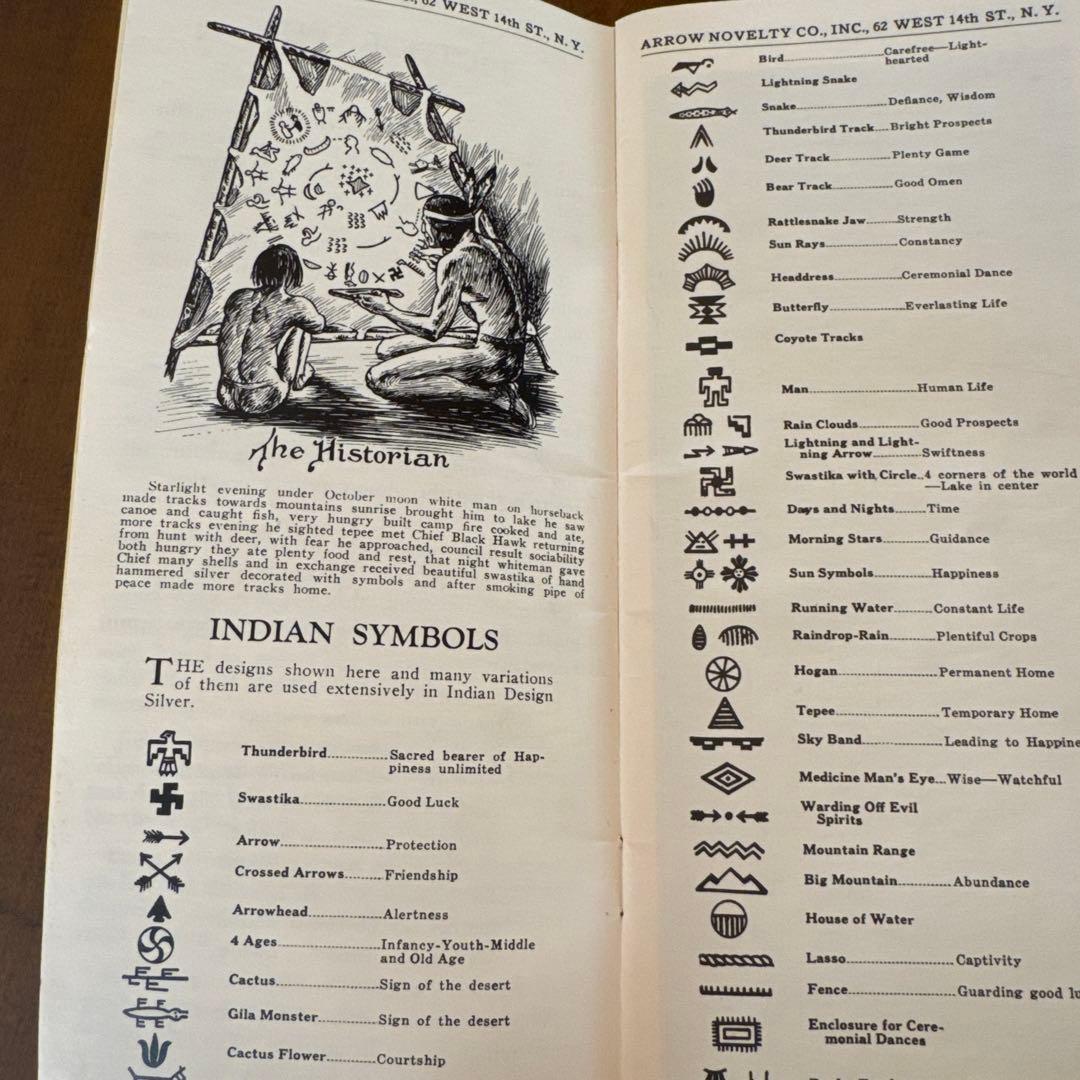 62 WEST 14th ST., N. Y.
The Historian
Starlight evening under October moon white man on horseback
made tracks towards mountains sunrise brought him to lake he saw
canoe and caught fish, very hungry built camp fire cooked and ate,
more tracks evening he sighted tepee met Chief Black Hawk returning
from hunt with deer, with fear he approached, council result sociability
both hungry they ate plenty food and rest, that night whiteman gave
Chief many shells and in exchange received beautiful swastika of hand
hammered silver decorated with symbols and after smoking pipe of
peace made more tracks home.
INDIAN SYMBOLS
THE designs shown here and many variations
of them are used extensively in Indian Design
Silver.
Thunderbird........Sacred bearer of Hap-
piness unlimited
Swastika........Good Luck
Arrow........Protection
Crossed Arrows........Friendship
Arrowhead........Alertness
4 Ages........Infancy-Youth-Middle
and Old Age
Cactus........Sign of the desert
Gila Monster........Sign of the desert
Cactus Flower........Courtship
ARROW NOVELTY CO., INC., 62 WEST 14th ST., N. Y.
Bird........Carefree—Light-
hearted
Lightning Snake
Snake........Defiance, Wisdom
Thunderbird Track....Bright Prospects
Deer Track........Plenty Game
Bear Track........Good Omen
Rattlesnake Jaw........Strength
Sun Rays........Constancy
Headdress........Ceremonial Dance
Butterfly........Everlasting Life
Coyote Tracks
Man........Human Life
Rain Clouds........Good Prospects
Lightning and Light-
ning Arrow........Swiftness
Swastika with Circle..4 corners of the world
—Lake in center
Days and Nights........Time
Morning Stars........Guidance
Sun Symbols........Happiness
Running Water........Constant Life
Raindrop-Rain........Plentiful Crops
Hogan........Permanent Home
Tepee........Temporary Home
Sky Band........Leading to Happine
Medicine Man's Eye...Wise—Watchful
Warding Off Evil
Spirits
Mountain Range
Big Mountain........Abundance
House of Water
Lasso........Captivity
Fence........Guarding good lu
Enclosure for Cere-
monial Dances